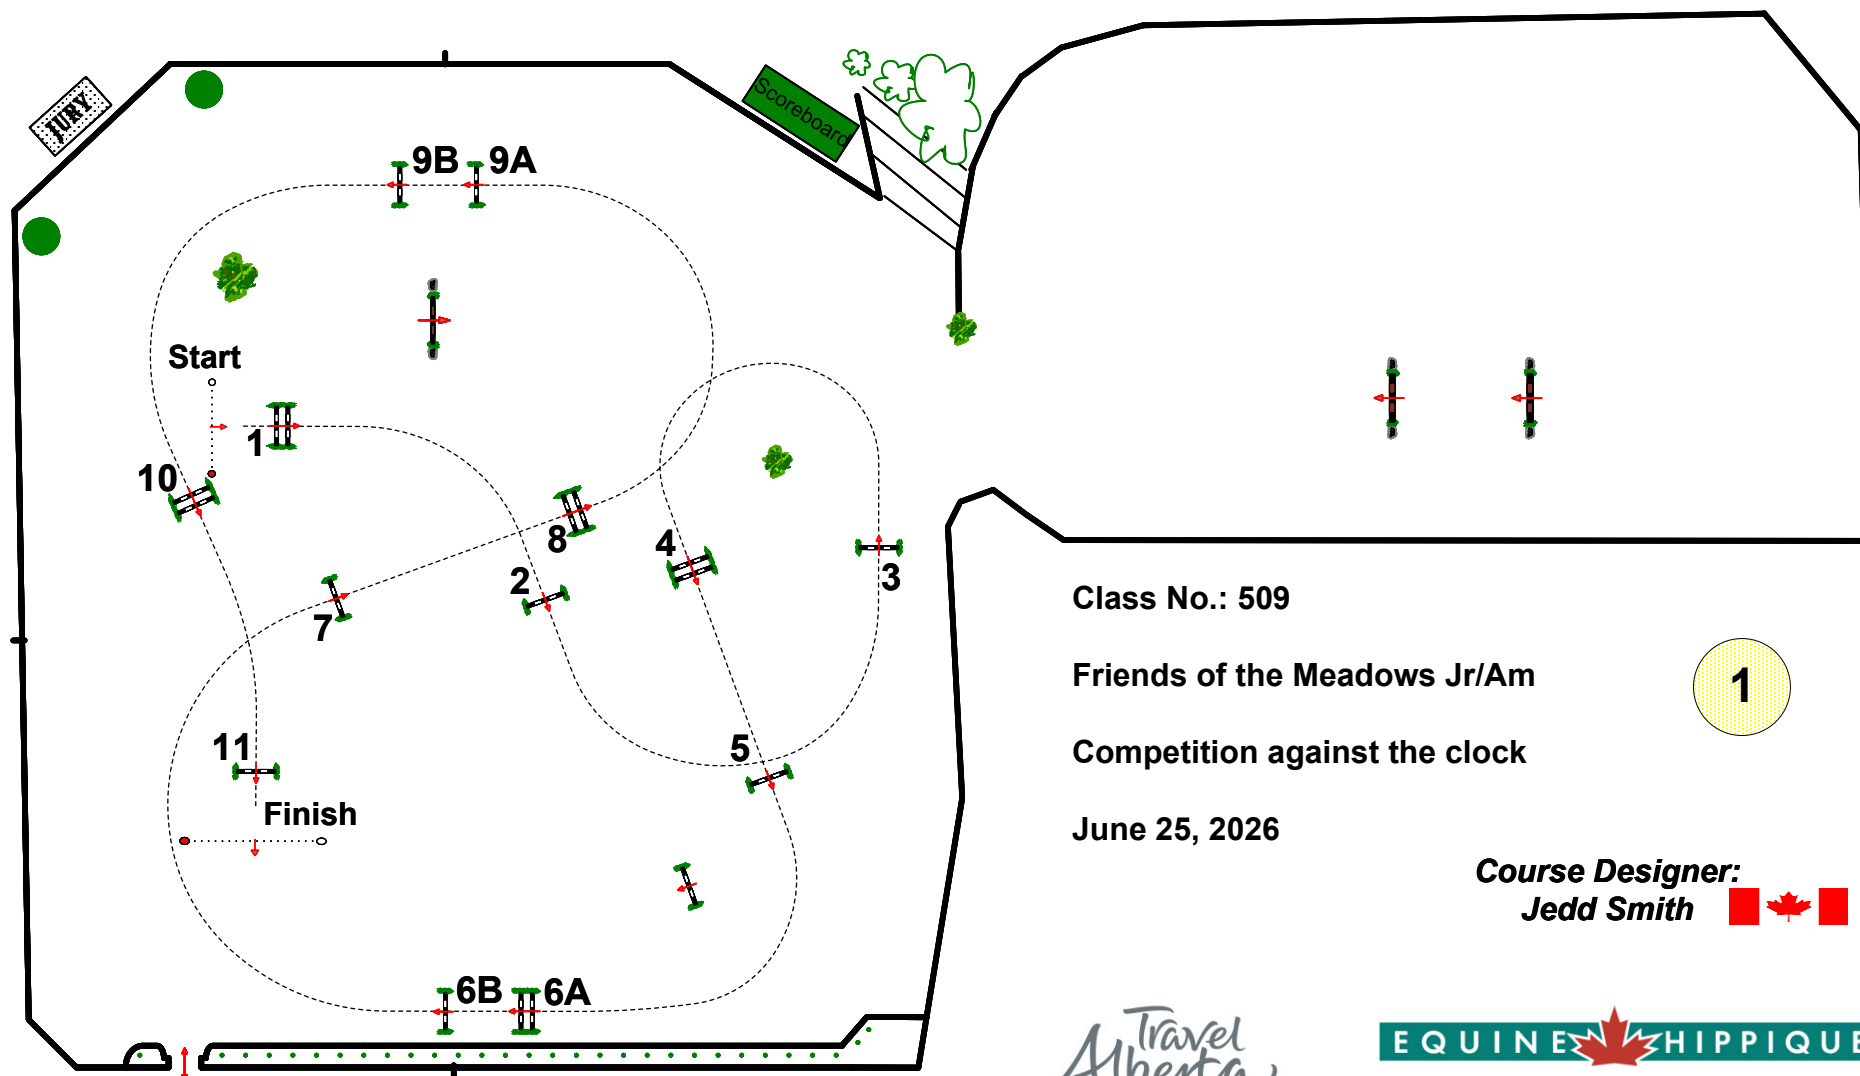 JURY
Scoreboard
9B 9A
Start
1
10
8
4
2
3
7
11
5
Finish
6B 6A
Class No.: 509
Friends of the Meadows Jr/Am
1
Competition against the clock
June 25, 2026
Course Designer:
Jedd Smith
Travel
Alberta
EQUINE HIPPIQUE